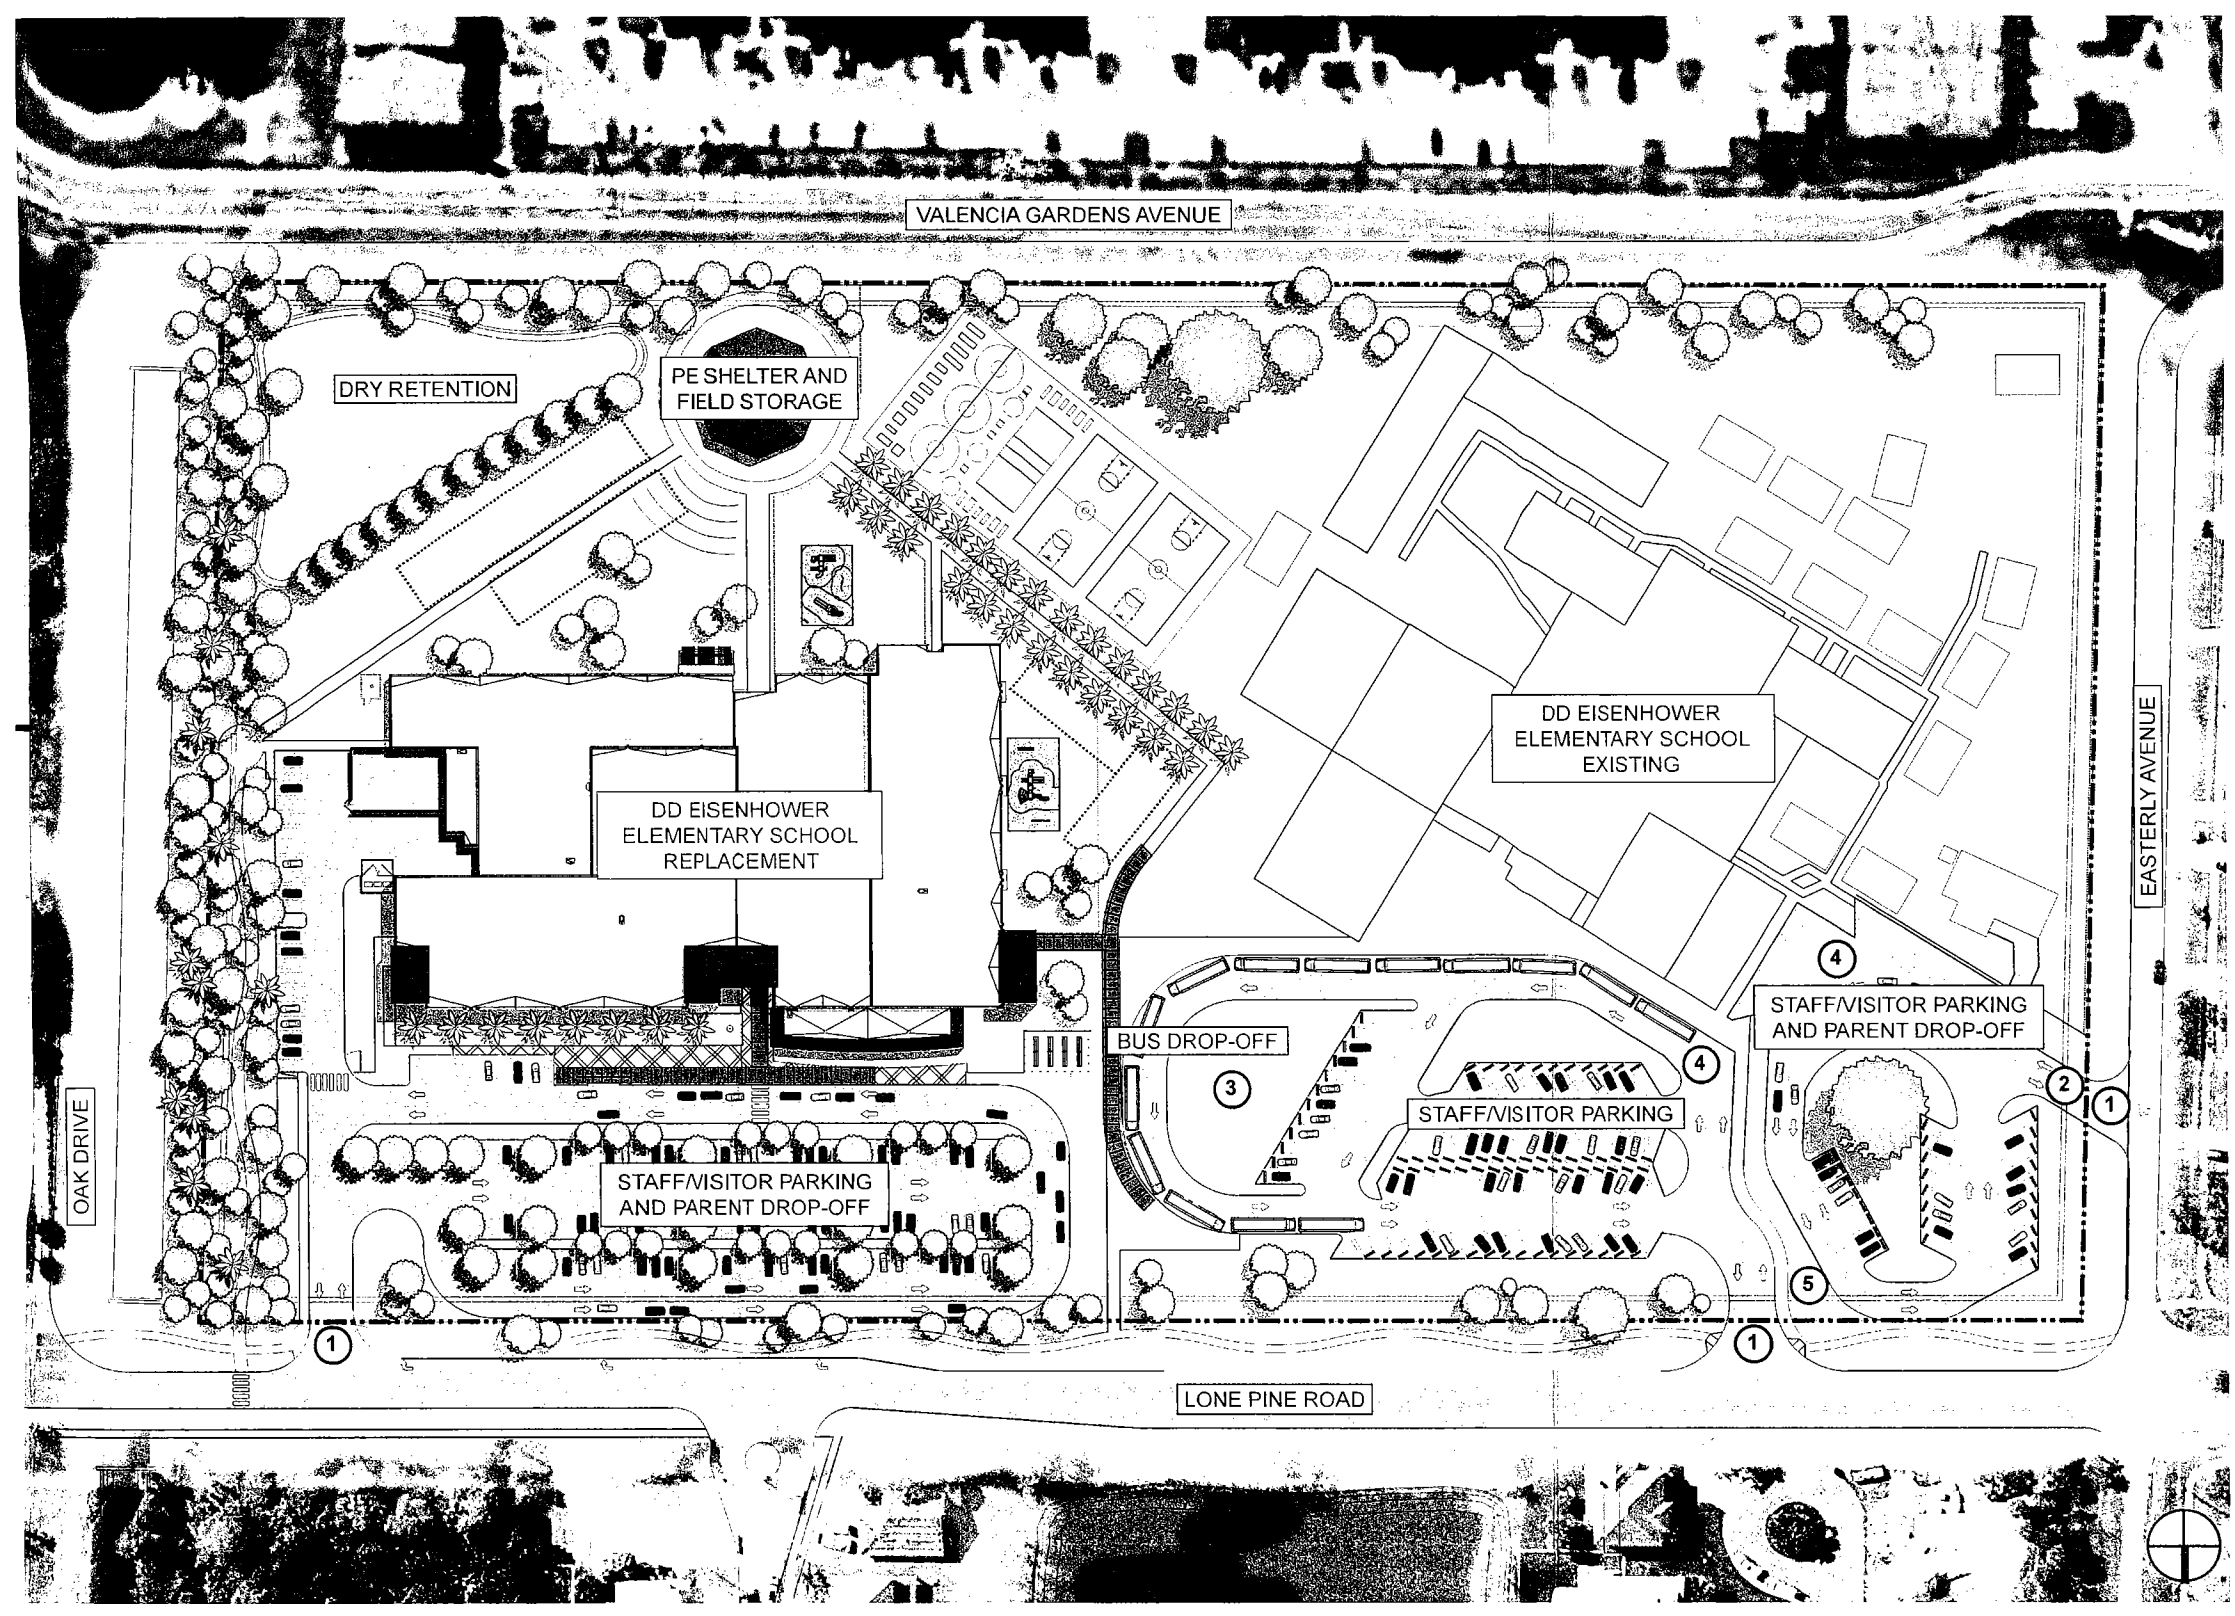 VALENCIA GARDENS AVENUE
DRY RETENTION
PE SHELTER AND
FIELD STORAGE
DD EISENHOWER
ELEMENTARY SCHOOL
EXISTING
EASTERLY AVENUE
DD EISENHOWER
ELEMENTARY SCHOOL
REPLACEMENT
4
STAFF/VISITOR PARKING
AND PARENT DROP-OFF
BUS DROP-OFF
4
3
2
1
STAFF/VISITOR PARKING
OAK DRIVE
STAFF/VISITOR PARKING
AND PARENT DROP-OFF
5
1
1
LONE PINE ROAD